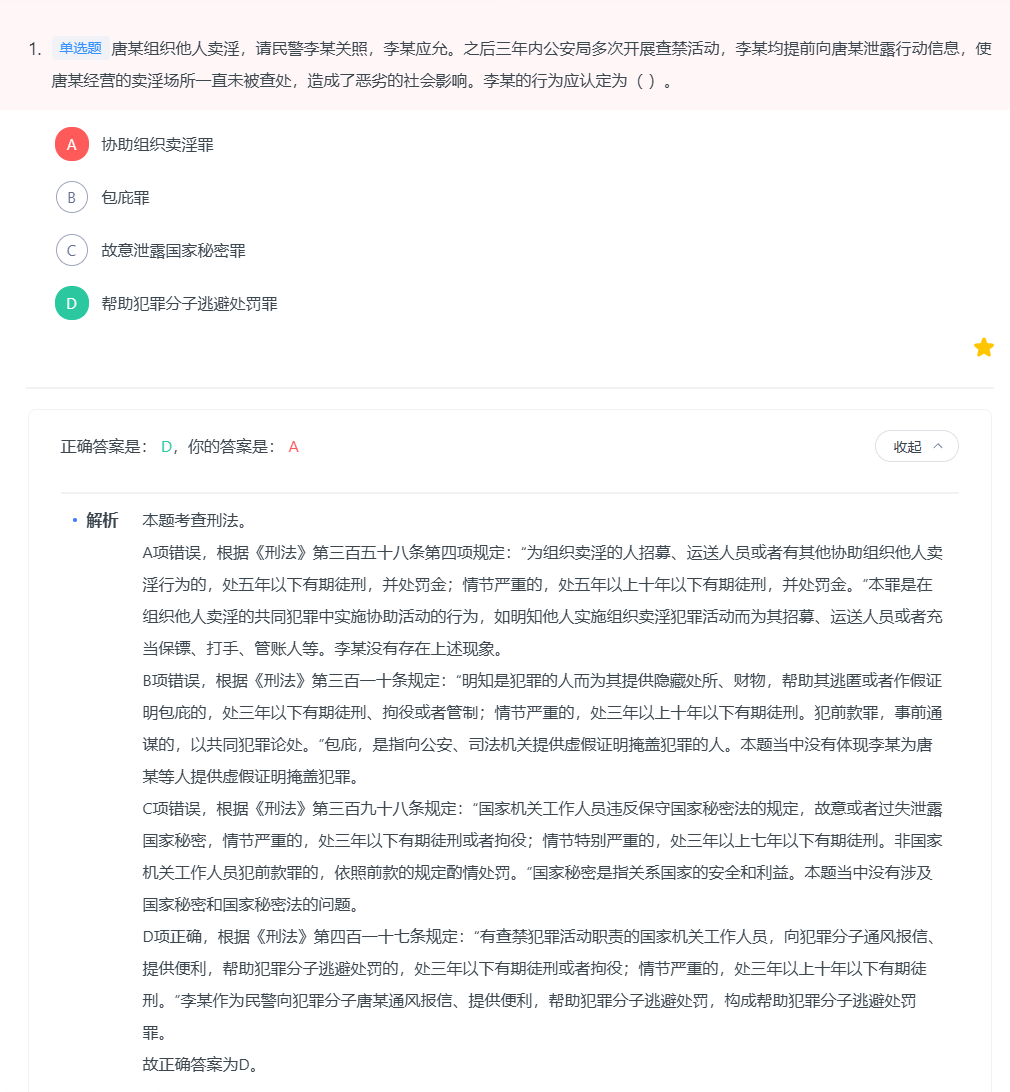 1. 单选题 唐某组织他人卖淫，请民警李某关照，李某应允。之后三年内公安局多次开展查禁活动，李某均提前向唐某泄露行动信息，使
唐某经营的卖淫场所一直未被查处，造成了恶劣的社会影响。李某的行为应认定为（ ）。
A 协助组织卖淫罪
B 包庇罪
C 故意泄露国家秘密罪
D 帮助犯罪分子逃避处罚罪
正确答案是： D，你的答案是： A
收起
解析 本题考查刑法。
A项错误，根据《刑法》第三百五十八条第四项规定：“为组织卖淫的人招募、运送人员或者有其他协助组织他人卖
淫行为的，处五年以下有期徒刑，并处罚金；情节严重的，处五年以上十年以下有期徒刑，并处罚金。”本罪是在
组织他人卖淫的共同犯罪中实施协助活动的行为，如明知他人实施组织卖淫犯罪活动而为其招募、运送人员或者充
当保镖、打手、管账人等。李某没有存在上述现象。
B项错误，根据《刑法》第三百一十条规定：“明知是犯罪的人而为其提供隐藏处所、财物，帮助其逃匿或者作假证
明包庇的，处三年以下有期徒刑、拘役或者管制；情节严重的，处三年以上十年以下有期徒刑。犯前款罪，事前通
谋的，以共同犯罪论处。”包庇，是指向公安、司法机关提供虚假证明掩盖犯罪的人。本题当中没有体现李某为唐
某等人提供虚假证明掩盖犯罪。
C项错误，根据《刑法》第三百九十八条规定：“国家机关工作人员违反保守国家秘密法的规定，故意或者过失泄露
国家秘密，情节严重的，处三年以下有期徒刑或者拘役；情节特别严重的，处三年以上七年以下有期徒刑。非国家
机关工作人员犯前款罪的，依照前款的规定酌情处罚。”国家秘密是指关系国家的安全和利益。本题当中没有涉及
国家秘密和国家秘密法的问题。
D项正确，根据《刑法》第四百一十七条规定：“有查禁犯罪活动职责的国家机关工作人员，向犯罪分子通风报信、
提供便利，帮助犯罪分子逃避处罚的，处三年以下有期徒刑或者拘役；情节严重的，处三年以上十年以下有期徒
刑。”李某作为民警向犯罪分子唐某通风报信、提供便利，帮助犯罪分子逃避处罚，构成帮助犯罪分子逃避处罚
罪。
故正确答案为D。